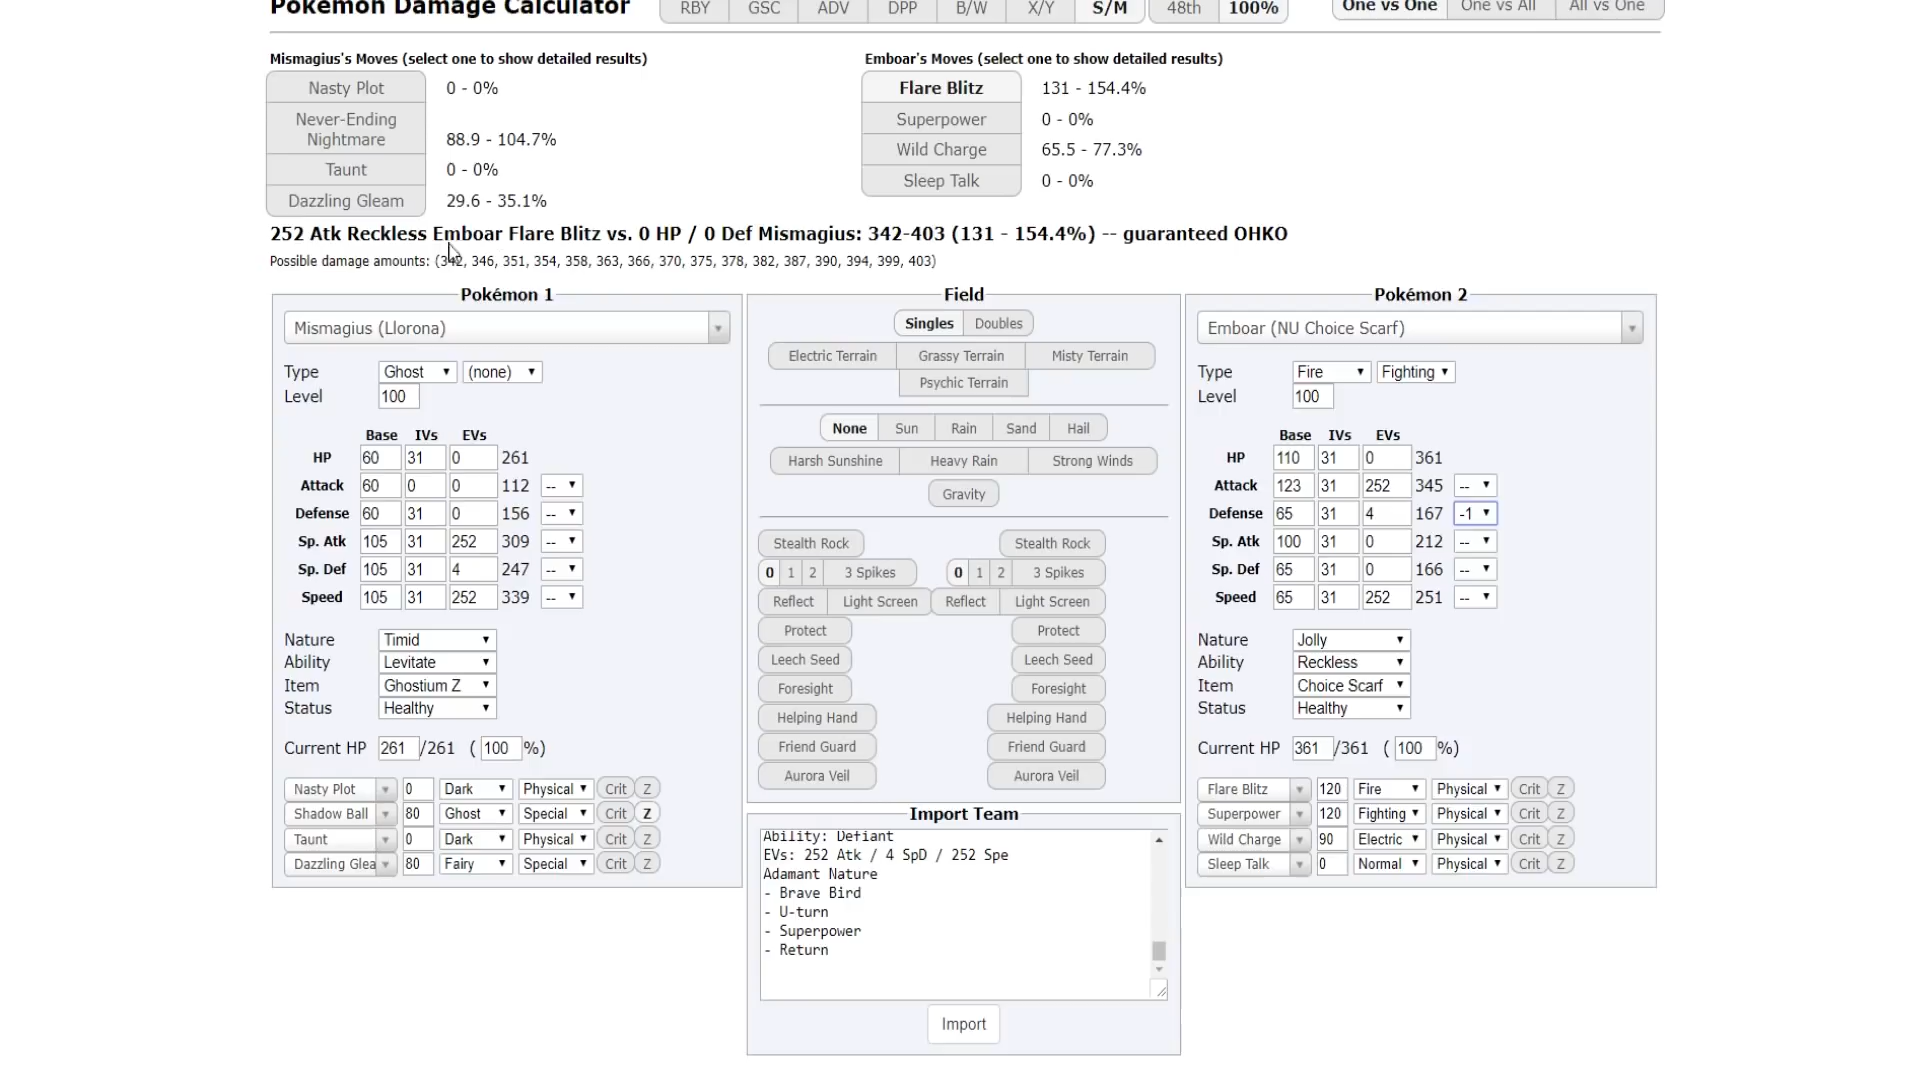 Pokémon Damage Calculator RBY GSC ADV DPP B/W X/Y S/M 48th 100% One vs One One vs All All vs One
Mismagius's Moves (select one to show detailed results)
Nasty Plot 0 - 0%
Never-Ending
Nightmare 88.9 - 104.7%
Taunt 0 - 0%
Dazzling Gleam 29.6 - 35.1%
Emboar's Moves (select one to show detailed results)
Flare Blitz 131 - 154.4%
Superpower 0 - 0%
Wild Charge 65.5 - 77.3%
Sleep Talk 0 - 0%
252 Atk Reckless Emboar Flare Blitz vs. 0 HP / 0 Def Mismagius: 342-403 (131 - 154.4%) -- guaranteed OHKO
Possible damage amounts: (342, 346, 351, 354, 358, 363, 366, 370, 375, 378, 382, 387, 390, 394, 399, 403)
Pokémon 1
Mismagius (Llorona)
Type Ghost (none)
Level 100
Base IVs EVs
HP 60 31 0 261
Attack 60 0 0 112 --
Defense 60 31 0 156 --
Sp. Atk 105 31 252 309 --
Sp. Def 105 31 4 247 --
Speed 105 31 252 339 --
Nature Timid
Ability Levitate
Item Ghostium Z
Status Healthy
Current HP 261 /261 ( 100 %)
Nasty Plot 0 Dark Physical Crit Z
Shadow Ball 80 Ghost Special Crit Z
Taunt 0 Dark Physical Crit Z
Dazzling Glea 80 Fairy Special Crit Z
Field
Singles Doubles
Electric Terrain Grassy Terrain Misty Terrain
Psychic Terrain
None Sun Rain Sand Hail
Harsh Sunshine Heavy Rain Strong Winds
Gravity
Stealth Rock Stealth Rock
0 1 2 3 Spikes 0 1 2 3 Spikes
Reflect Light Screen Reflect Light Screen
Protect Protect
Leech Seed Leech Seed
Foresight Foresight
Helping Hand Helping Hand
Friend Guard Friend Guard
Aurora Veil Aurora Veil
Import Team
Ability: Defiant
EVs: 252 Atk / 4 SpD / 252 Spe
Adamant Nature
- Brave Bird
- U-turn
- Superpower
- Return
Import
Pokémon 2
Emboar (NU Choice Scarf)
Type Fire Fighting
Level 100
Base IVs EVs
HP 110 31 0 361
Attack 123 31 252 345 --
Defense 65 31 4 167 -1
Sp. Atk 100 31 0 212 --
Sp. Def 65 31 0 166 --
Speed 65 31 252 251 --
Nature Jolly
Ability Reckless
Item Choice Scarf
Status Healthy
Current HP 361 /361 ( 100 %)
Flare Blitz 120 Fire Physical Crit Z
Superpower 120 Fighting Physical Crit Z
Wild Charge 90 Electric Physical Crit Z
Sleep Talk 0 Normal Physical Crit Z